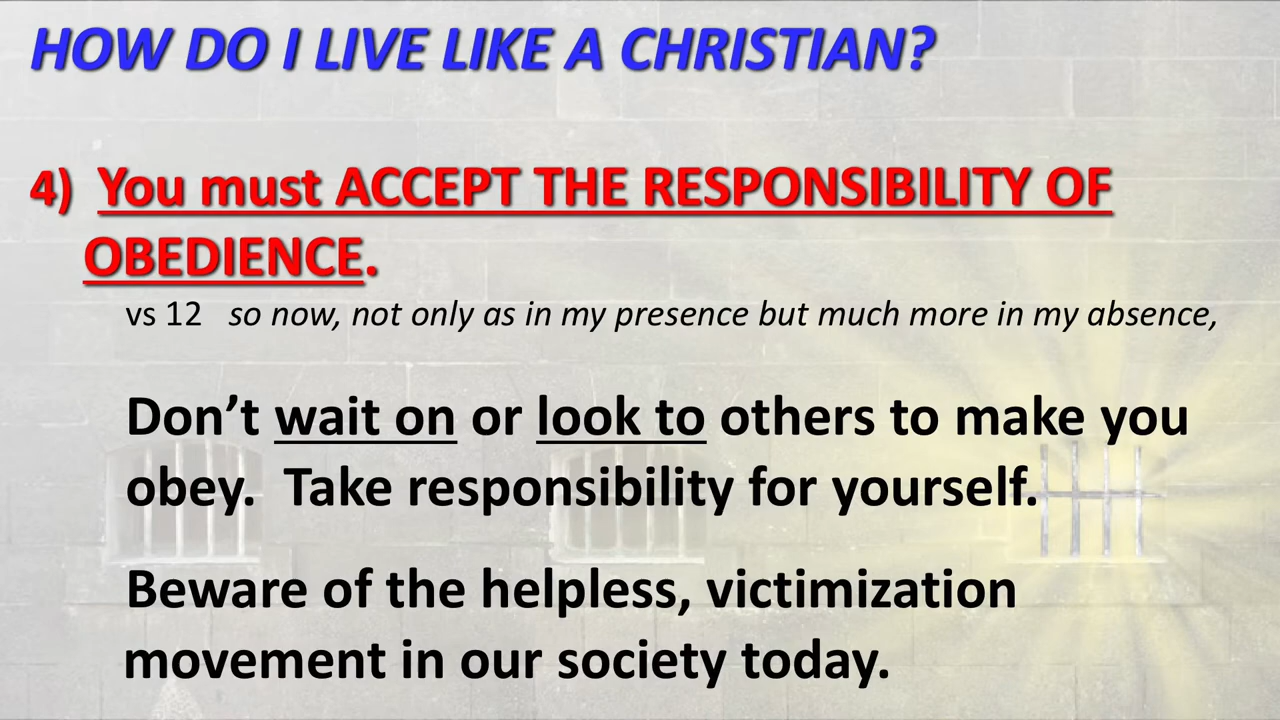 HOW DO I LIVE LIKE A CHRISTIAN?
4) You must ACCEPT THE RESPONSIBILITY OF
OBEDIENCE.
vs 12 so now, not only as in my presence but much more in my absence,
Don’t wait on or look to others to make you
obey. Take responsibility for yourself.
Beware of the helpless, victimization
movement in our society today.